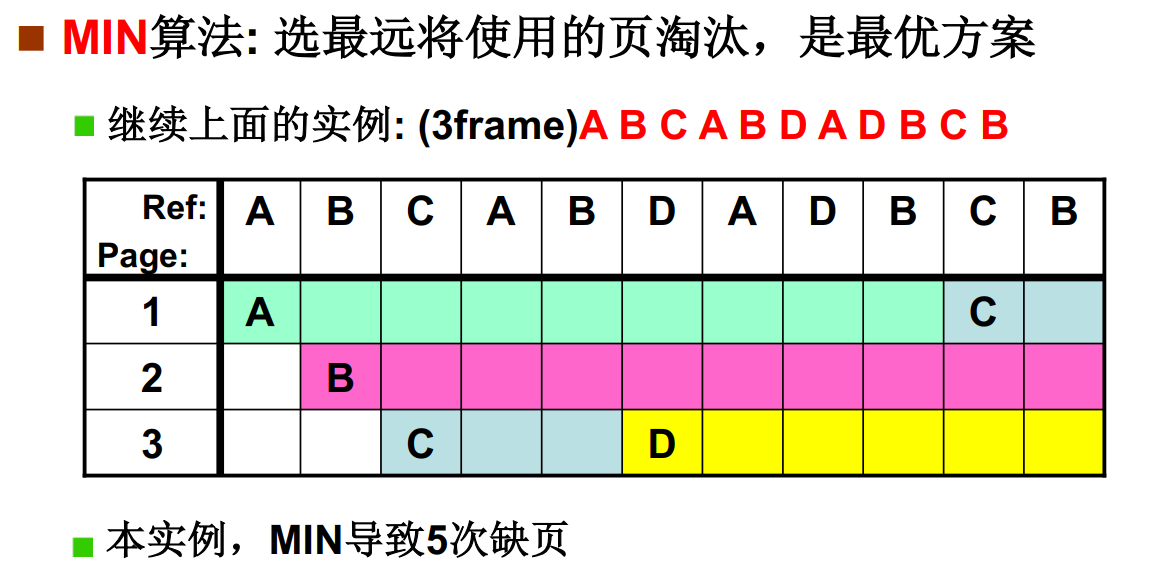 MIN算法: 选最远将使用的页淘汰，是最优方案
继续上面的实例: (3frame)A B C A B D A D B C B
Ref: A B C A B D A D B C B
Page:
1 A C
2 B
3 C D
本实例，MIN导致5次缺页